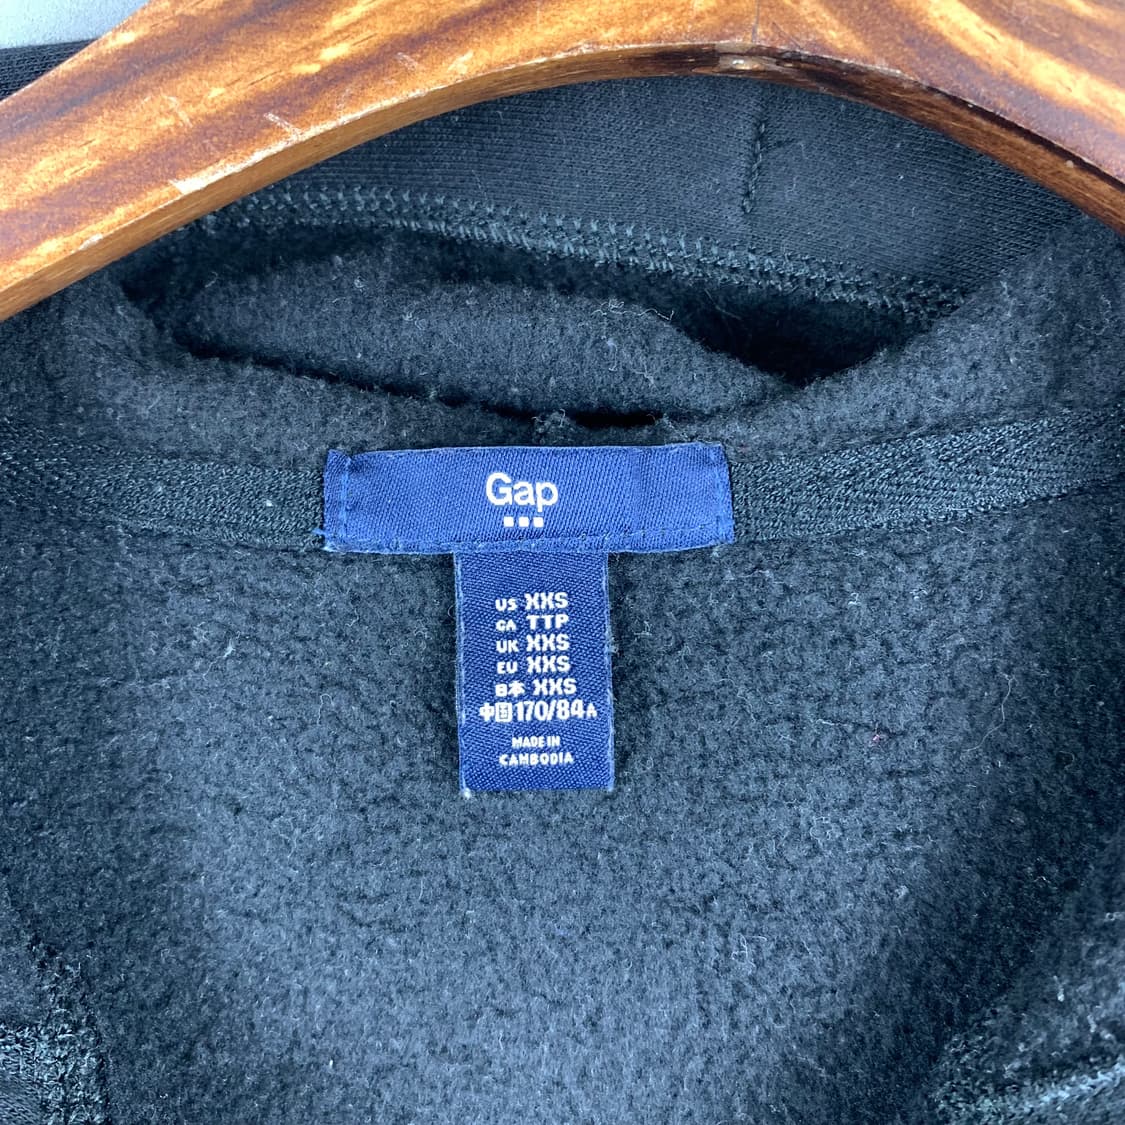 Gap
US XXS
CA TTP
UK XXS
EU XXS
日本 XXS
中国 170/84A
MADE IN
CAMBODIA